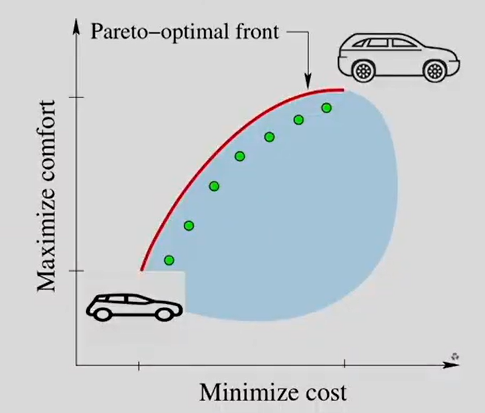 Pareto−optimal front
Maximize comfort
Minimize cost